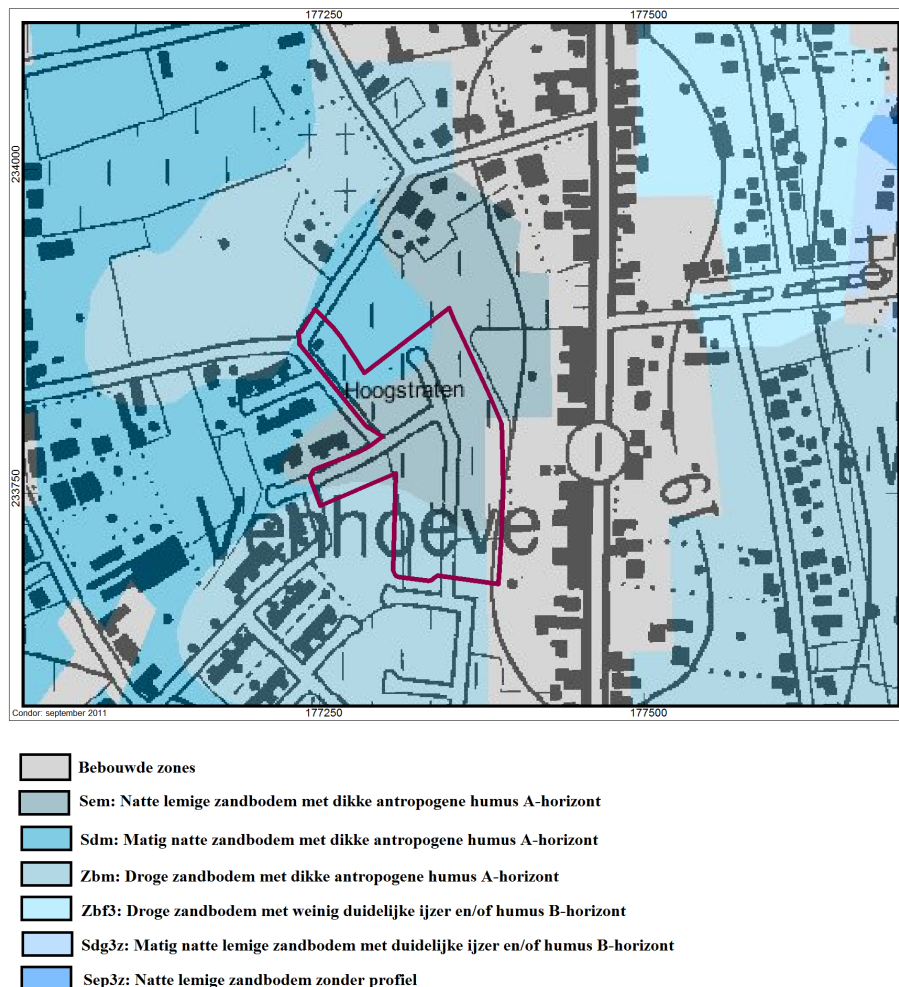 177250 177500
234000
Hoogstraten
233750
Venhoeve
19
Condor: september 2011
177250 177500
Bebouwde zones
Sem: Natte lemige zandbodem met dikke antropogene humus A-horizont
Sdm: Matig natte zandbodem met dikke antropogene humus A-horizont
Zbm: Droge zandbodem met dikke antropogene humus A-horizont
Zbf3: Droge zandbodem met weinig duidelijke ijzer en/of humus B-horizont
Sdg3z: Matig natte lemige zandbodem met duidelijke ijzer en/of humus B-horizont
Sep3z: Natte lemige zandbodem zonder profiel